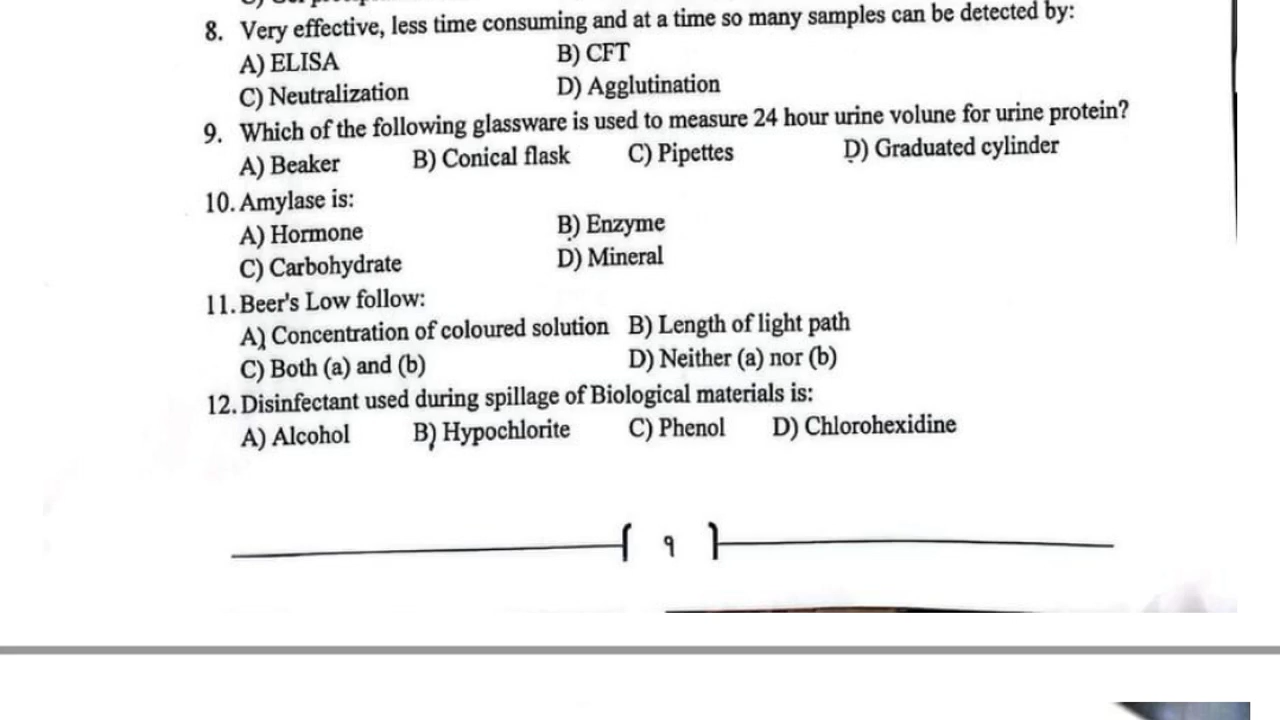 8. Very effective, less time consuming and at a time so many samples can be detected by:
A) ELISA B) CFT
C) Neutralization D) Agglutination
9. Which of the following glassware is used to measure 24 hour urine volune for urine protein?
A) Beaker B) Conical flask C) Pipettes D) Graduated cylinder
10. Amylase is:
A) Hormone B) Enzyme
C) Carbohydrate D) Mineral
11. Beer's Low follow:
A) Concentration of coloured solution B) Length of light path
C) Both (a) and (b) D) Neither (a) nor (b)
12. Disinfectant used during spillage of Biological materials is:
A) Alcohol B) Hypochlorite C) Phenol D) Chlorohexidine
{ १ }